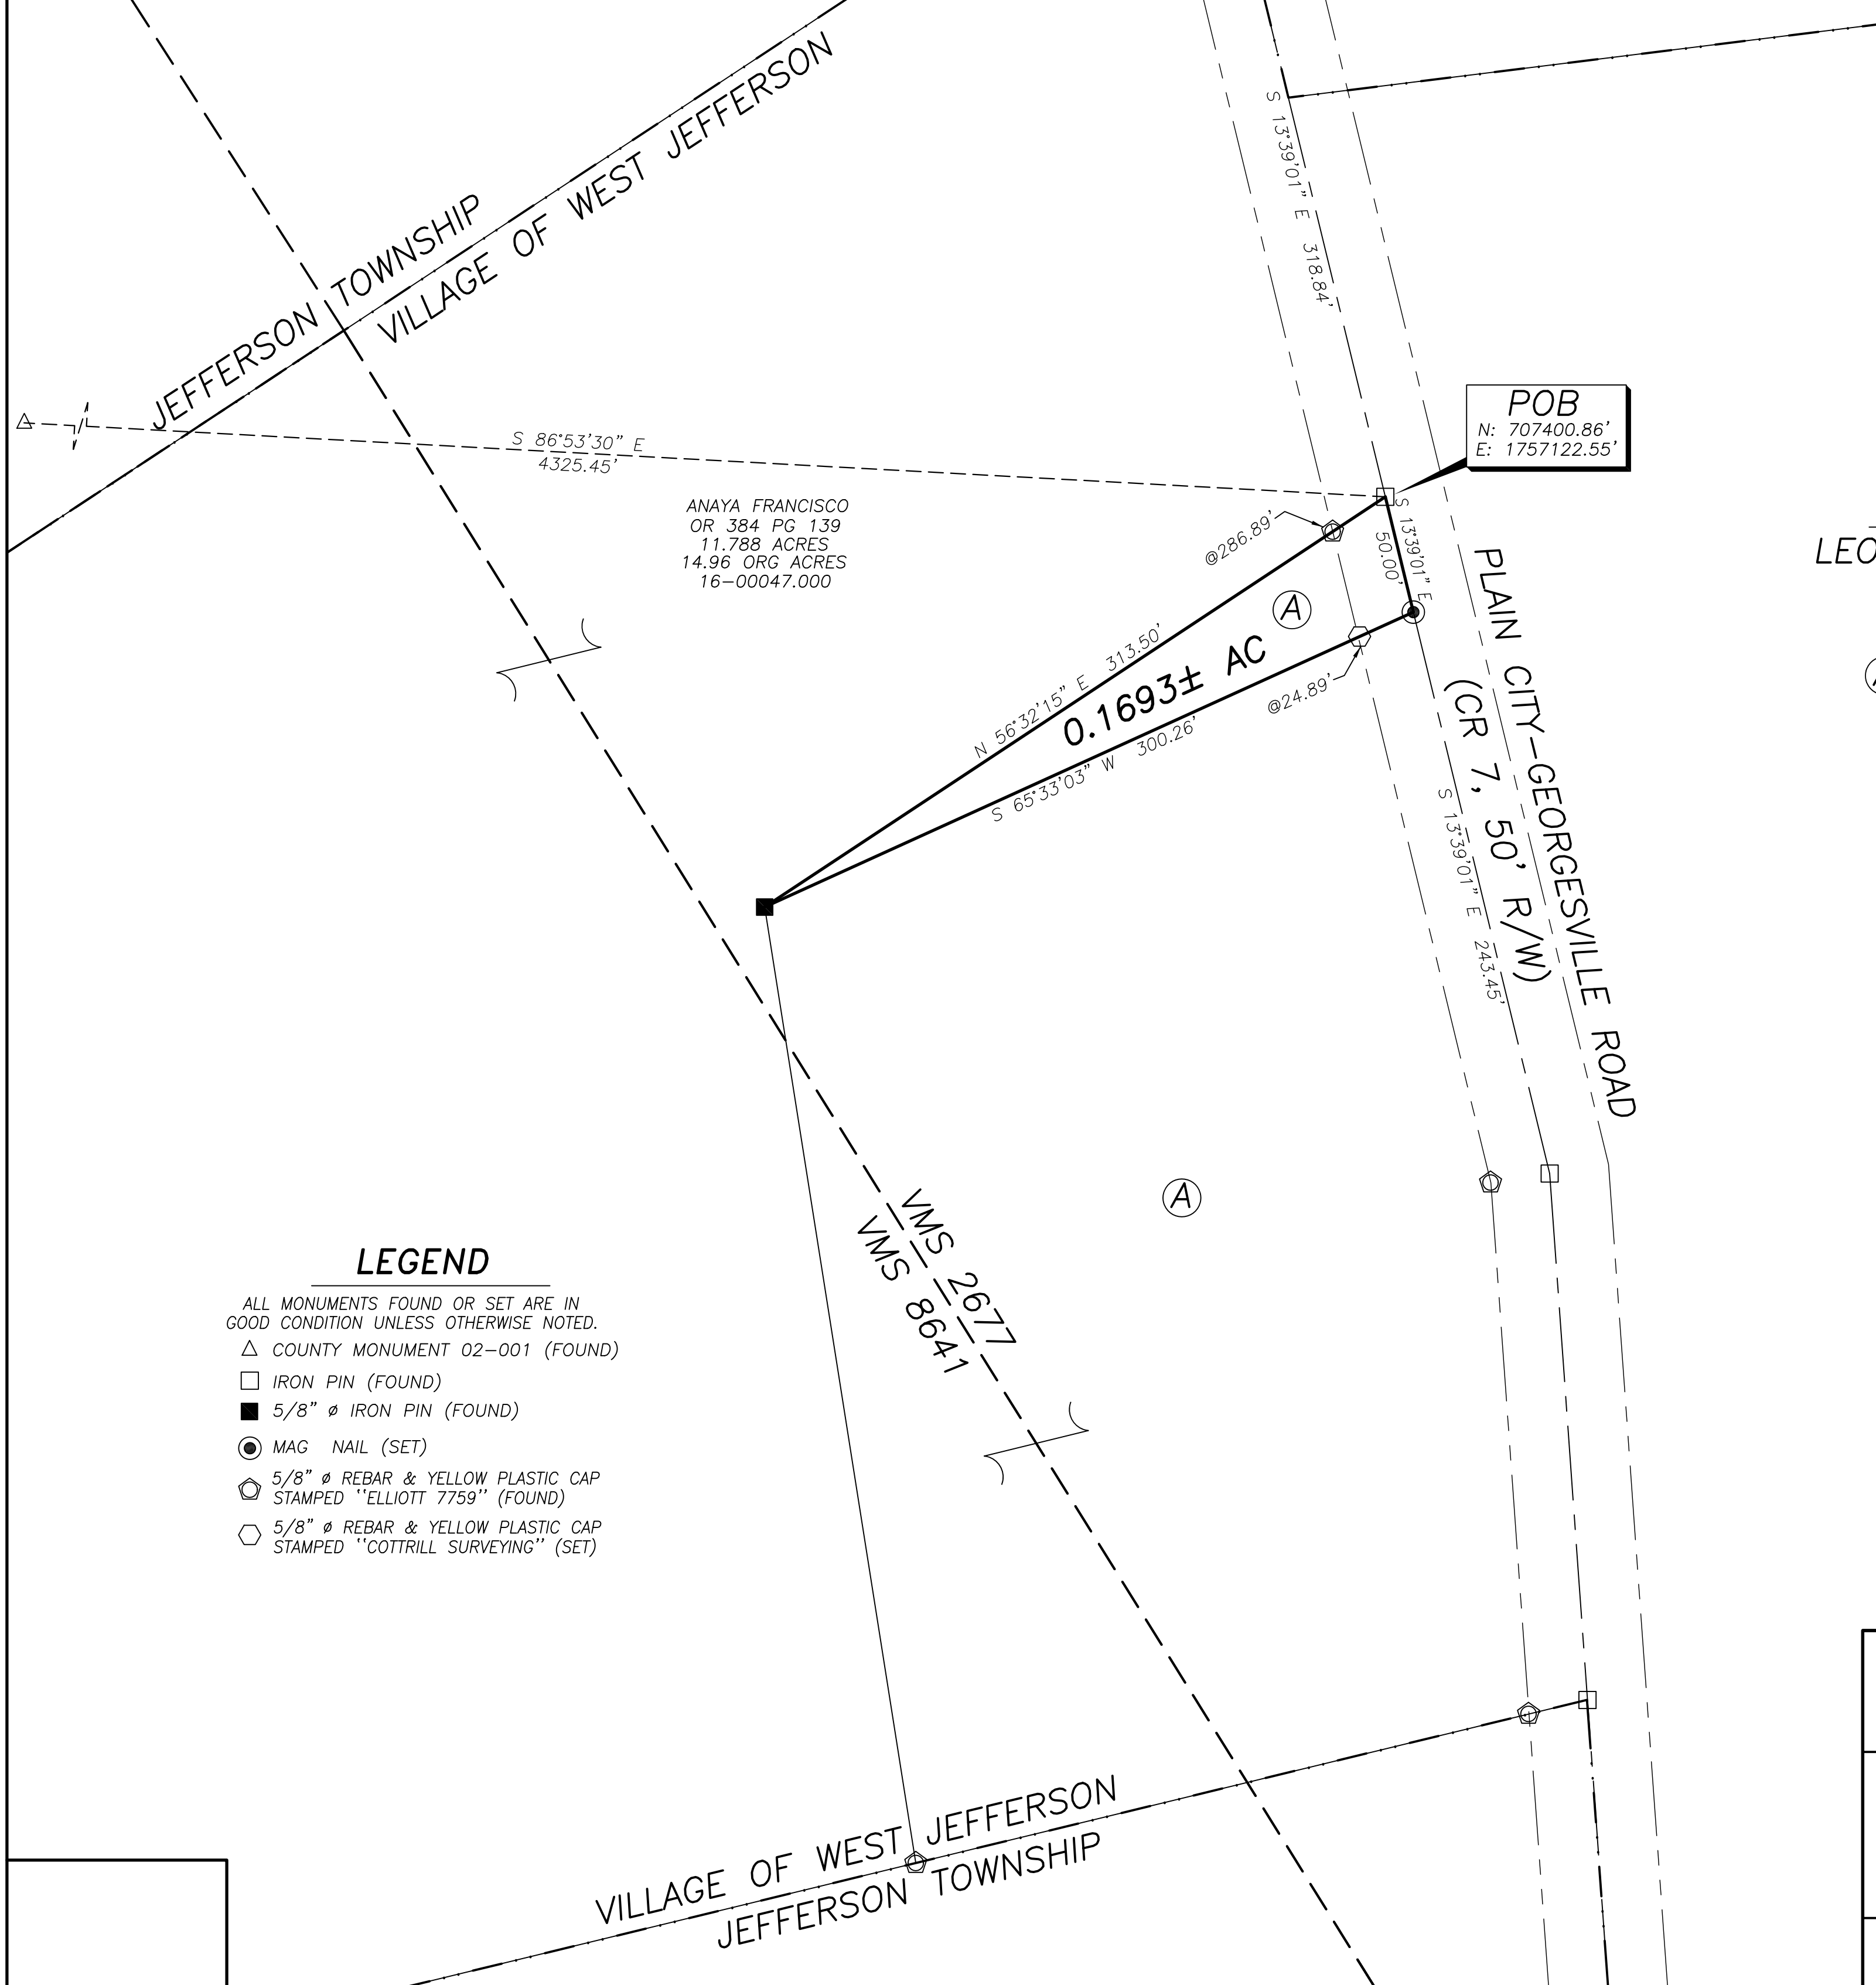 JEFFERSON TOWNSHIP
VILLAGE OF WEST JEFFERSON
S 13°39'01" E 318.84'
POB
N: 707400.86'
E: 1757122.55'
S 86°53'30" E
4325.45'
ANAYA FRANCISCO
OR 384 PG 139
11.788 ACRES
14.96 ORG ACRES
16-00047.000
@286.89'
S 13°39'01" E
50.00'
A
N 56°32'15" E 313.50'
0.1693± AC
S 65°33'03" W 300.26'
@24.89'
PLAIN CITY-GEORGESVILLE ROAD
(CR 7, 50' R/W)
S 13°39'01" E 243.45'
A
VMS 2677
VMS 8641
LEGEND
ALL MONUMENTS FOUND OR SET ARE IN
GOOD CONDITION UNLESS OTHERWISE NOTED.
COUNTY MONUMENT 02-001 (FOUND)
IRON PIN (FOUND)
5/8" ø IRON PIN (FOUND)
MAG NAIL (SET)
5/8" ø REBAR & YELLOW PLASTIC CAP
STAMPED "ELLIOTT 7759" (FOUND)
5/8" ø REBAR & YELLOW PLASTIC CAP
STAMPED "COTTRILL SURVEYING" (SET)
VILLAGE OF WEST JEFFERSON
JEFFERSON TOWNSHIP